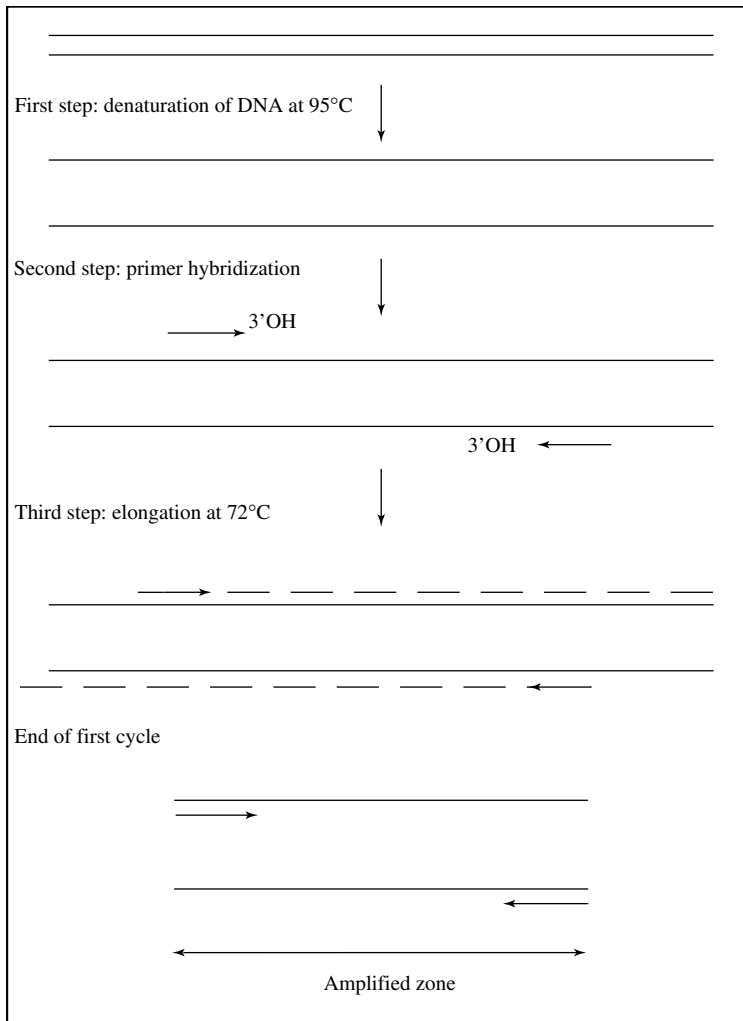 First step: denaturation of DNA at 95°C
Second step: primer hybridization
3’OH
3’OH
Third step: elongation at 72°C
End of first cycle
Amplified zone